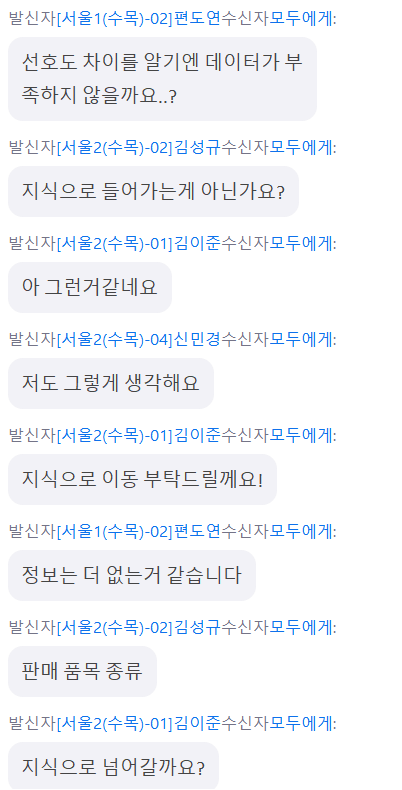 발신자[서울1(수목)-02]편도연수신자모두에게:
선호도 차이를 알기엔 데이터가 부
족하지 않을까요..?
발신자[서울2(수목)-02]김성규수신자모두에게:
지식으로 들어가는게 아닌가요?
발신자[서울2(수목)-01]김이준수신자모두에게:
아 그런거같네요
발신자[서울2(수목)-04]신민경수신자모두에게:
저도 그렇게 생각해요
발신자[서울2(수목)-01]김이준수신자모두에게:
지식으로 이동 부탁드릴께요!
발신자[서울1(수목)-02]편도연수신자모두에게:
정보는 더 없는거 같습니다
발신자[서울2(수목)-02]김성규수신자모두에게:
판매 품목 종류
발신자[서울2(수목)-01]김이준수신자모두에게:
지식으로 넘어갈까요?